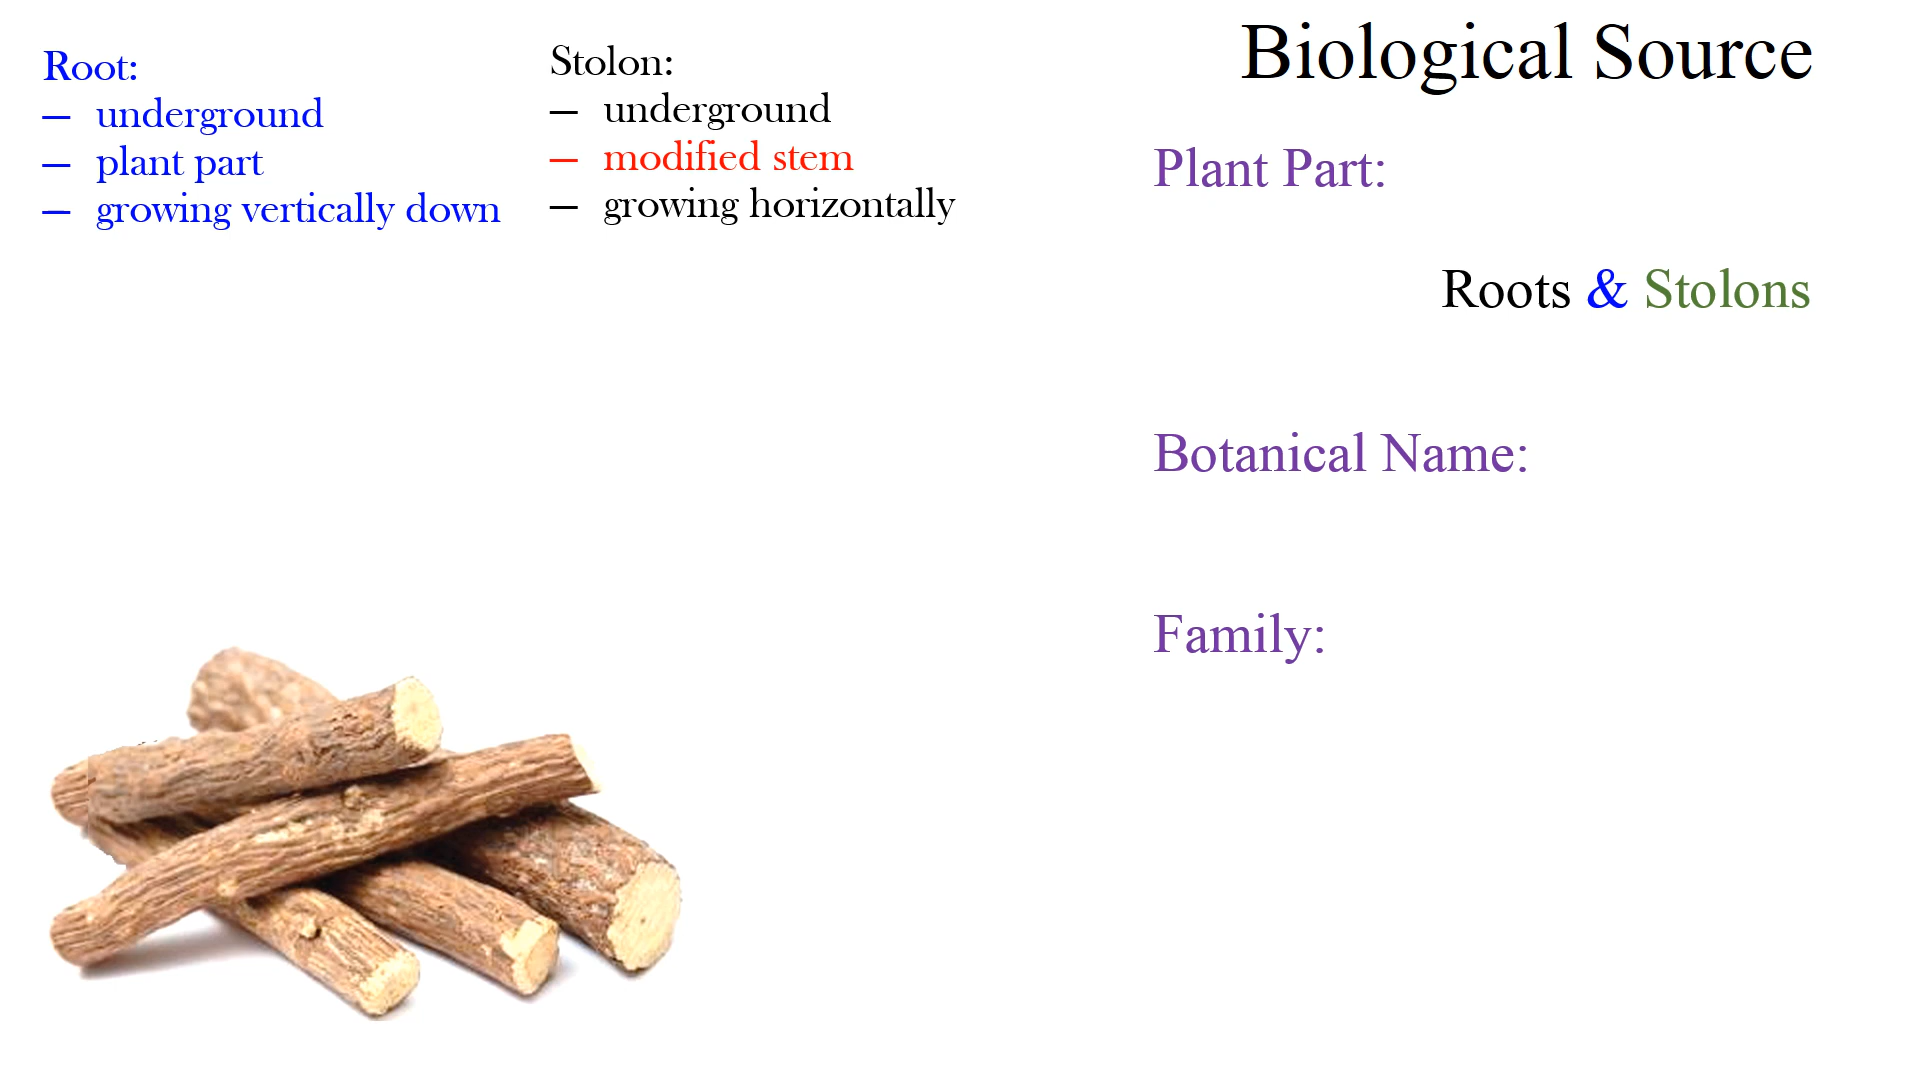 Root:
– underground
– plant part
– growing vertically down
Stolon:
– underground
– modified stem
– growing horizontally
Biological Source
Plant Part:
Roots & Stolons
Botanical Name:
Family: